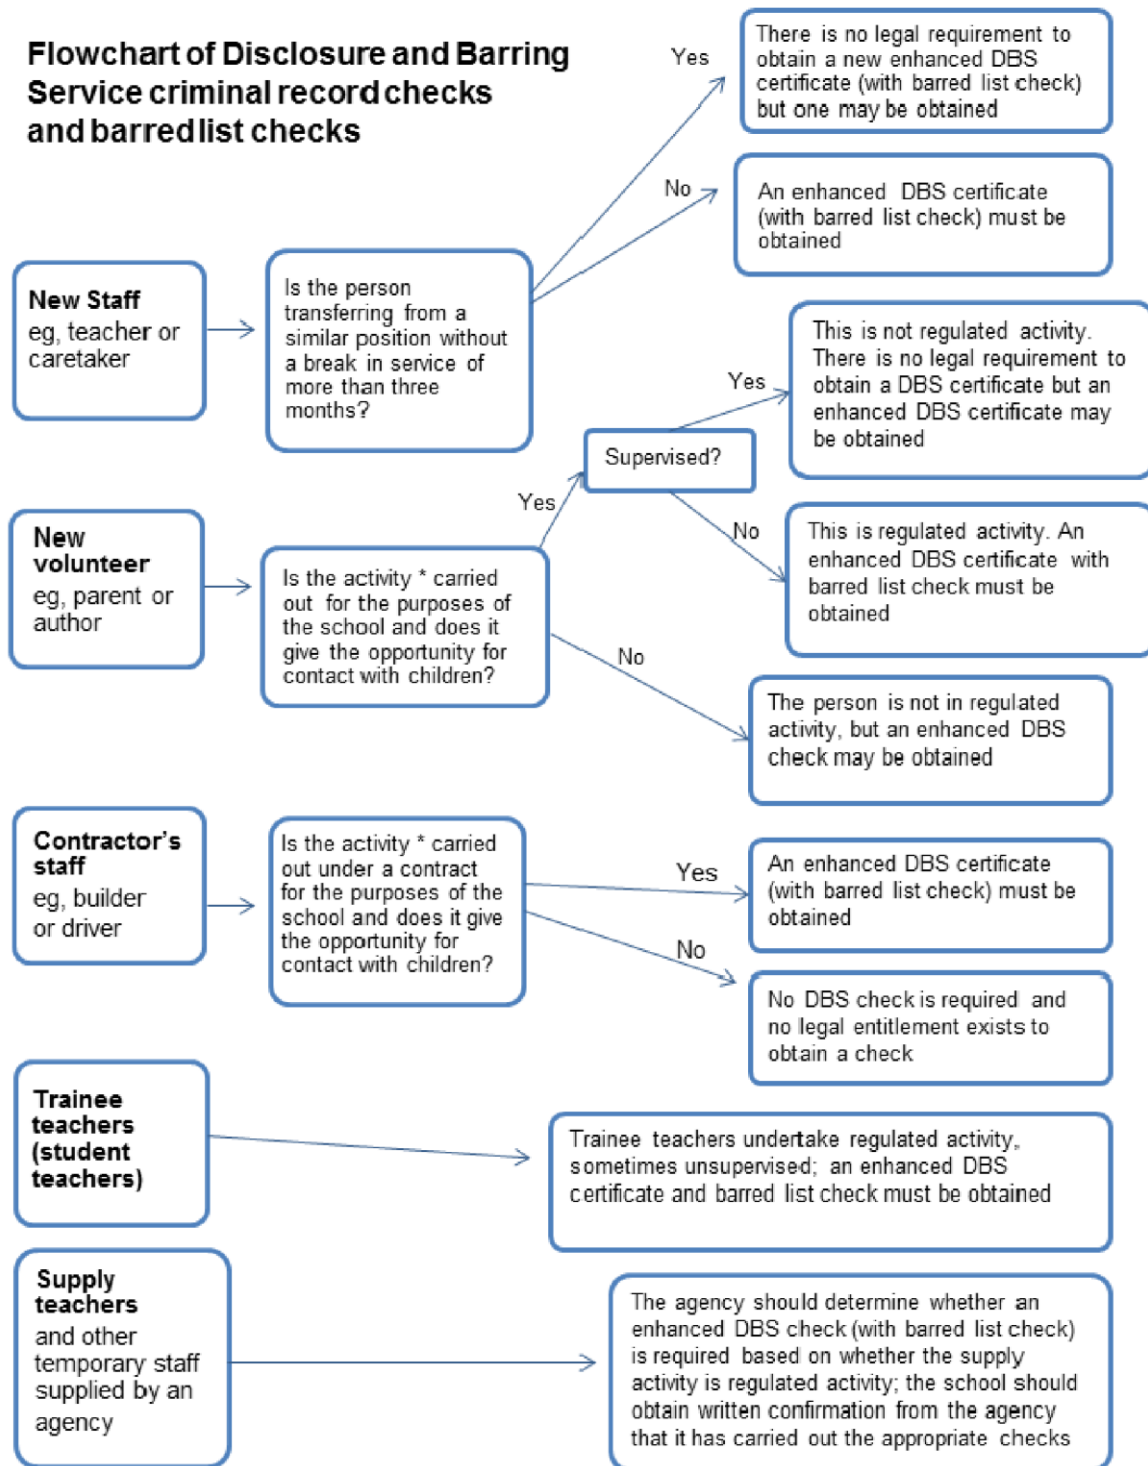 Flowchart of Disclosure and Barring
Service criminal record checks
and barred list checks
Yes
There is no legal requirement to
obtain a new enhanced DBS
certificate (with barred list check)
but one may be obtained
No
An enhanced DBS certificate
(with barred list check) must be
obtained
New Staff
eg, teacher or
caretaker
Is the person
transferring from a
similar position without
a break in service of
more than three
months?
New
volunteer
eg, parent or
author
Is the activity * carried
out for the purposes of
the school and does it
give the opportunity for
contact with children?
Yes
Supervised?
Yes
This is not regulated activity.
There is no legal requirement to
obtain a DBS certificate but an
enhanced DBS certificate may
be obtained
No
This is regulated activity. An
enhanced DBS certificate with
barred list check must be
obtained
No
The person is not in regulated
activity, but an enhanced DBS
check may be obtained
Contractor's
staff
eg, builder
or driver
Is the activity * carried
out under a contract
for the purposes of the
school and does it give
the opportunity for
contact with children?
Yes
An enhanced DBS certificate
(with barred list check) must be
obtained
No
No DBS check is required and
no legal entitlement exists to
obtain a check
Trainee
teachers
(student
teachers)
Trainee teachers undertake regulated activity,
sometimes unsupervised; an enhanced DBS
certificate and barred list check must be obtained
Supply
teachers
and other
temporary staff
supplied by an
agency
The agency should determine whether an
enhanced DBS check (with barred list check)
is required based on whether the supply
activity is regulated activity; the school should
obtain written confirmation from the agency
that it has carried out the appropriate checks